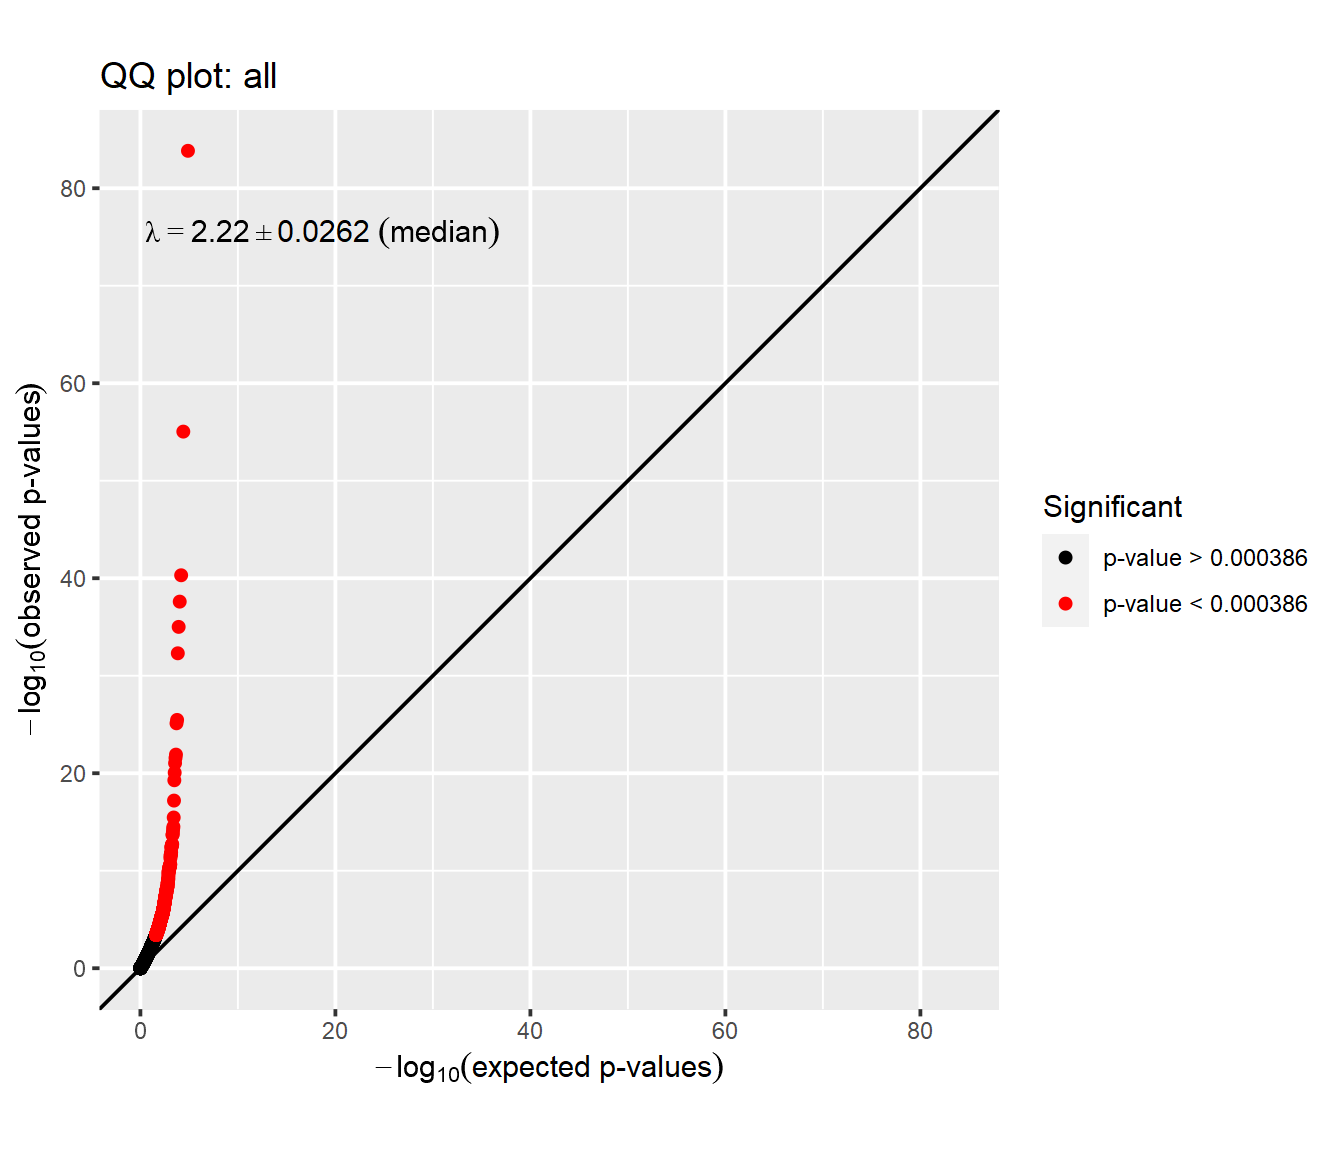 QQ plot: all
80
60
40
20
0
λ = 2.22 ± 0.0262 (median)
−log10(observed p-values)
0 20 40 60 80
−log10(expected p-values)
Significant
p-value > 0.000386
p-value < 0.000386